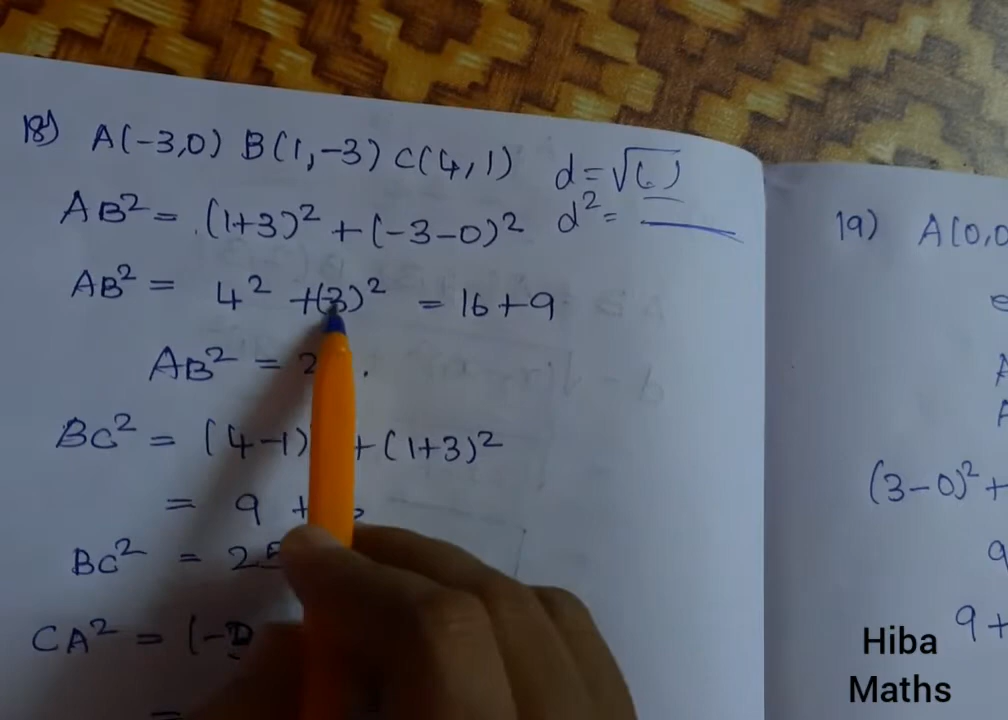 18) A(-3,0) B(1,-3) C(4,1) d=√( )
AB² = (1+3)² + (-3-0)² d² =
AB² = 4² +(-3)² = 16+9
AB² = 2
BC² = (4-1) + (1+3)²
= 9 +
BC² = 25
CA² = (-
=
19) A(0,0
(3-0)²+
9
9+
Hiba
Maths